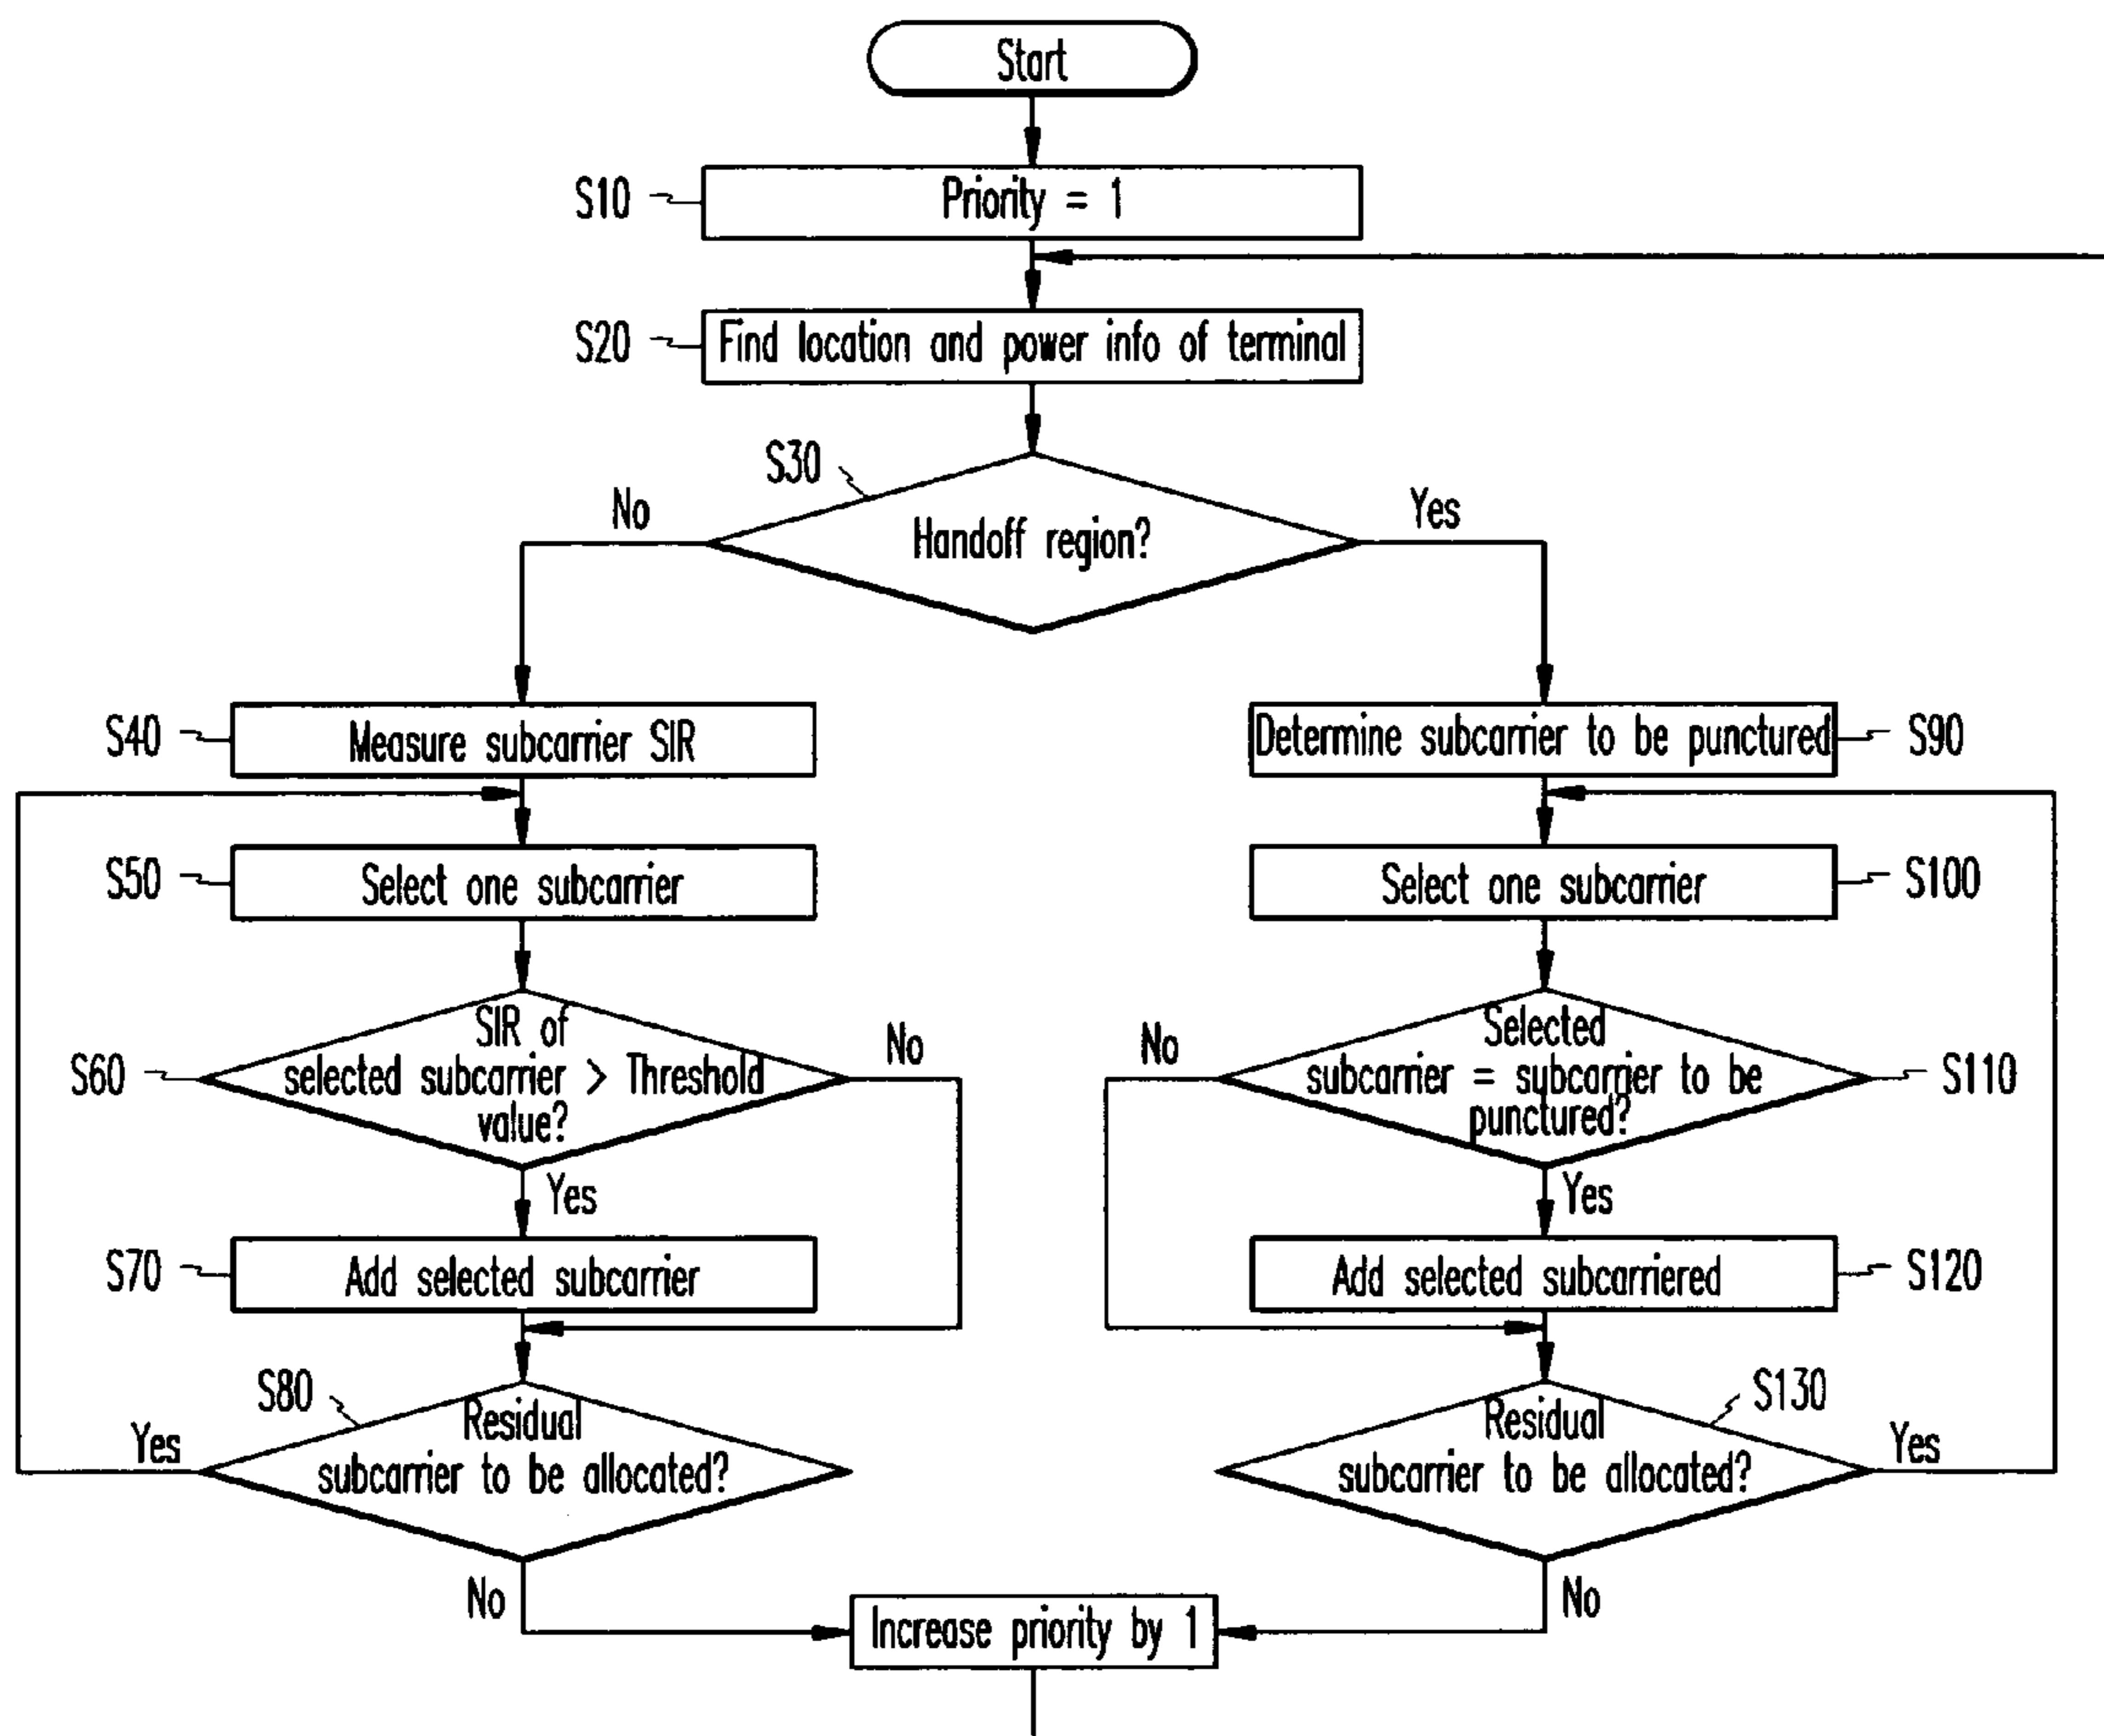 Start
S10
Priority = 1
S20
Find location and power info of terminal
S30
No
Yes
Handoff region?
S40
Measure subcarrier SIR
Determine subcarrier to be punctured
S90
S50
Select one subcarrier
Select one subcarrier
S100
S60
SIR of
selected subcarrier > Threshold
value?
No
No
Selected
subcarrier = subcarrier to be
punctured?
S110
Yes
Yes
S70
Add selected subcarrier
Add selected subcarriered
S120
S80
Residual
subcarrier to be allocated?
Yes
S130
Residual
subcarrier to be allocated?
Yes
No
No
Increase priority by 1